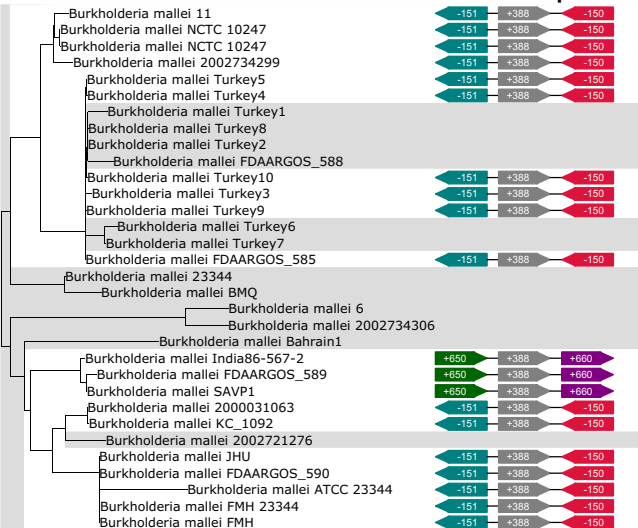 Burkholderia mallei 11 -151 +388 -150
Burkholderia mallei NCTC 10247 -151 +388 -150
Burkholderia mallei NCTC 10247 -151 +388 -150
Burkholderia mallei 2002734299 -151 +388 -150
Burkholderia mallei Turkey5 -151 +388 -150
Burkholderia mallei Turkey4 -151 +388 -150
Burkholderia mallei Turkey1
Burkholderia mallei Turkey8
Burkholderia mallei Turkey2
Burkholderia mallei FDAARGOS_588
Burkholderia mallei Turkey10 -151 +388 -150
Burkholderia mallei Turkey3 -151 +388 -150
Burkholderia mallei Turkey9 -151 +388 -150
Burkholderia mallei Turkey6
Burkholderia mallei Turkey7
Burkholderia mallei FDAARGOS_585 -151 +388 -150
Burkholderia mallei 23344
Burkholderia mallei BMQ
Burkholderia mallei 6
Burkholderia mallei 2002734306
Burkholderia mallei Bahrain1
Burkholderia mallei India86-567-2 +650 +388 +660
Burkholderia mallei FDAARGOS_589 +650 +388 +660
Burkholderia mallei SAVP1 +650 +388 +660
Burkholderia mallei 2000031063 -151 +388 -150
Burkholderia mallei KC_1092 -151 +388 -150
Burkholderia mallei 2002721276
Burkholderia mallei JHU -151 +388 -150
Burkholderia mallei FDAARGOS_590 -151 +388 -150
Burkholderia mallei ATCC 23344 -151 +388 -150
Burkholderia mallei FMH 23344 -151 +388 -150
Burkholderia mallei FMH -151 +388 -150